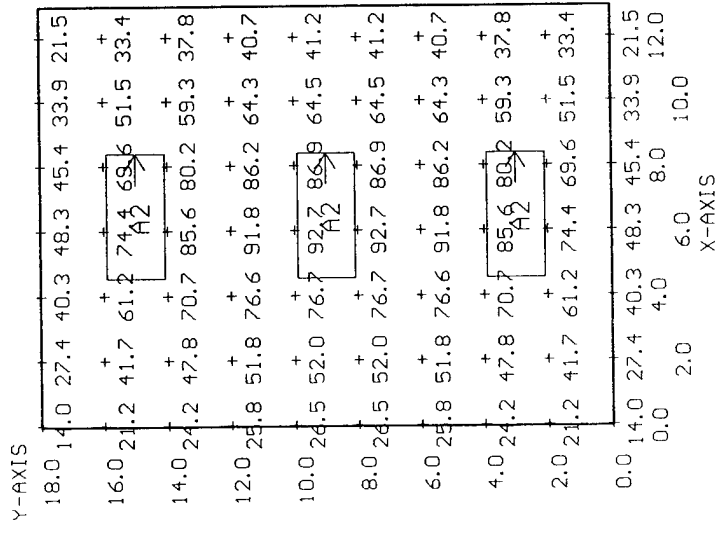 Y-AXIS
18.0 14.0 27.4 40.3 48.3 45.4 33.9 21.5
16.0 21.2 41.7 61.2 74.4 69.6 51.5 33.4
A2
14.0 24.2 47.8 70.7 85.6 80.2 59.3 37.8
12.0 25.8 51.8 76.6 91.8 86.2 64.3 40.7
10.0 26.5 52.0 76.7 92.7 86.9 64.5 41.2
A2
8.0 26.5 52.0 76.7 92.7 86.9 64.5 41.2
6.0 25.8 51.8 76.6 91.8 86.2 64.3 40.7
4.0 24.2 47.8 70.7 85.6 80.2 59.3 37.8
A2
2.0 21.2 41.7 61.2 74.4 69.6 51.5 33.4
0.0 14.0 27.4 40.3 48.3 45.4 33.9 21.5
0.0 2.0 4.0 6.0 8.0 10.0 12.0
X-AXIS